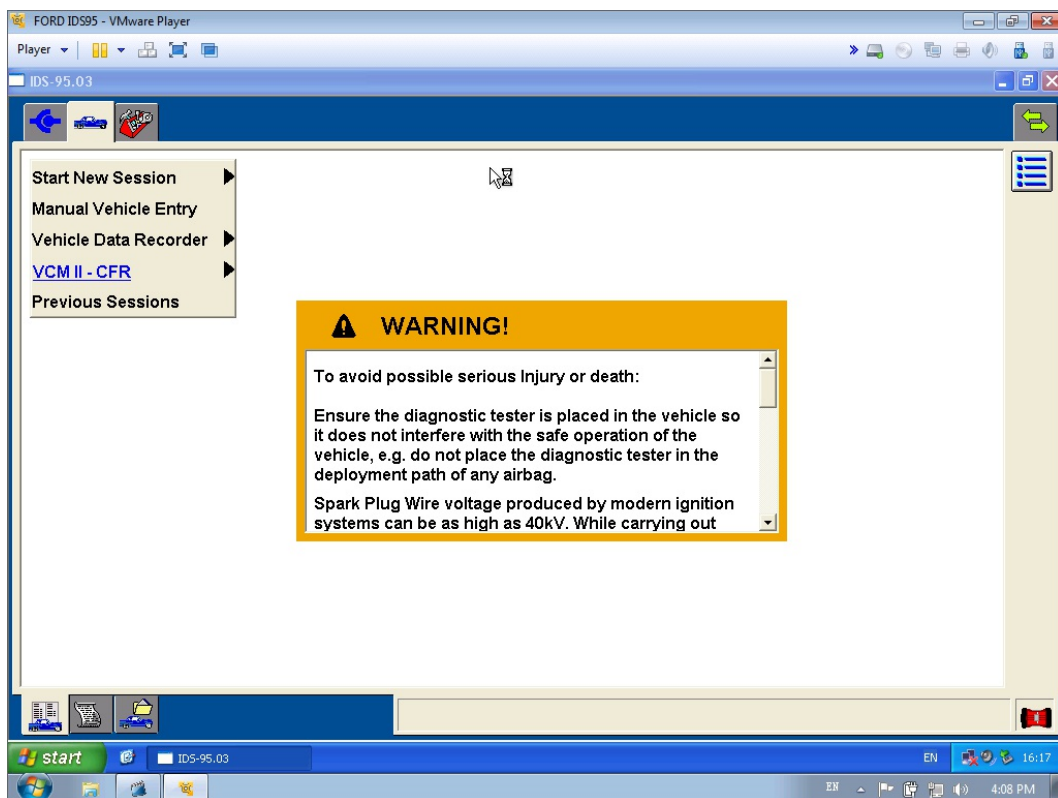 FORD IDS95 - VMware Player
Player
IDS-95.03
Start New Session
Manual Vehicle Entry
Vehicle Data Recorder
VCM II - CFR
Previous Sessions
WARNING!
To avoid possible serious Injury or death:
Ensure the diagnostic tester is placed in the vehicle so
it does not interfere with the safe operation of the
vehicle, e.g. do not place the diagnostic tester in the
deployment path of any airbag.
Spark Plug Wire voltage produced by modern ignition
systems can be as high as 40kV. While carrying out
start
IDS-95.03
EN
16:17
EN
4:08 PM